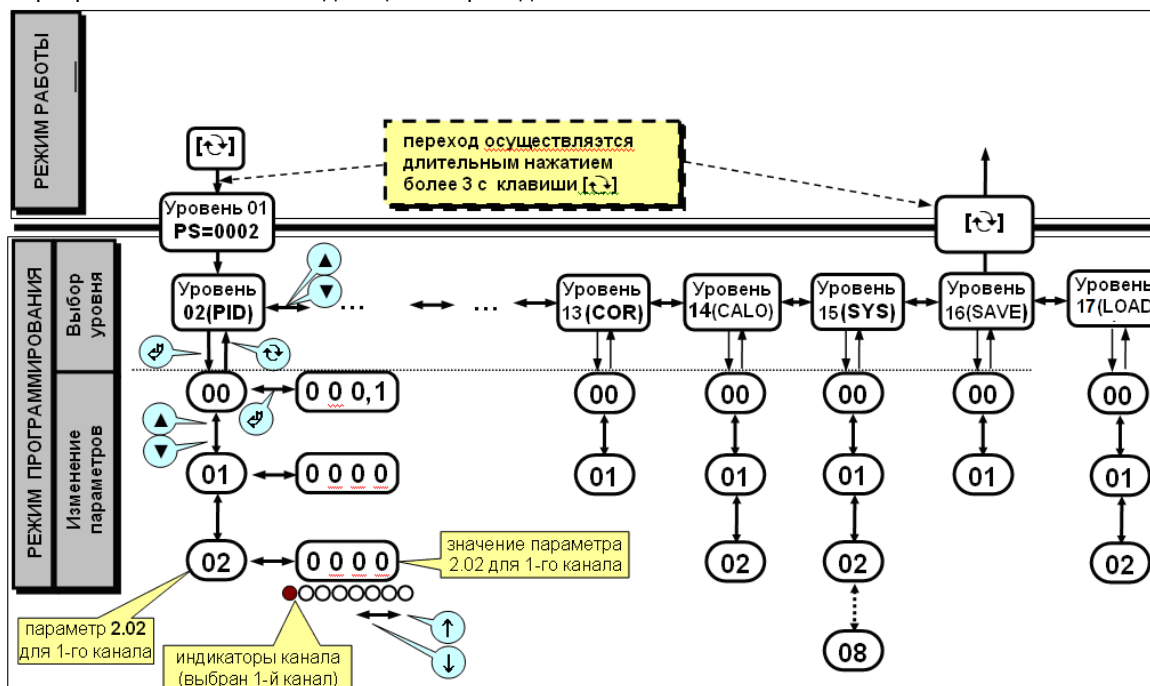 РЕЖИМ РАБОТЫ
переход осуществляэтся
длительным нажатием
более 3 с клавиши [ ]
[ ]
Уровень 01
PS=0002
[ ]
РЕЖИМ ПРОГРАММИРОВАНИЯ
Выбор
уровня
Изменение
параметров
Уровень
02(PID)
▲
▼
...
...
Уровень
13(COR)
Уровень
14(CALO)
Уровень
15(SYS)
Уровень
16(SAVE)
Уровень
17(LOAD
00
0 0 0,1
00
00
00
00
00
▲
▼
01
0 0 0 0
01
01
01
01
01
02
0 0 0 0
значение параметра
2.02 для 1-го канала
02
02
02
параметр 2.02
для 1-го канала
индикаторы канала
(выбран 1-й канал)
↑
↓
08